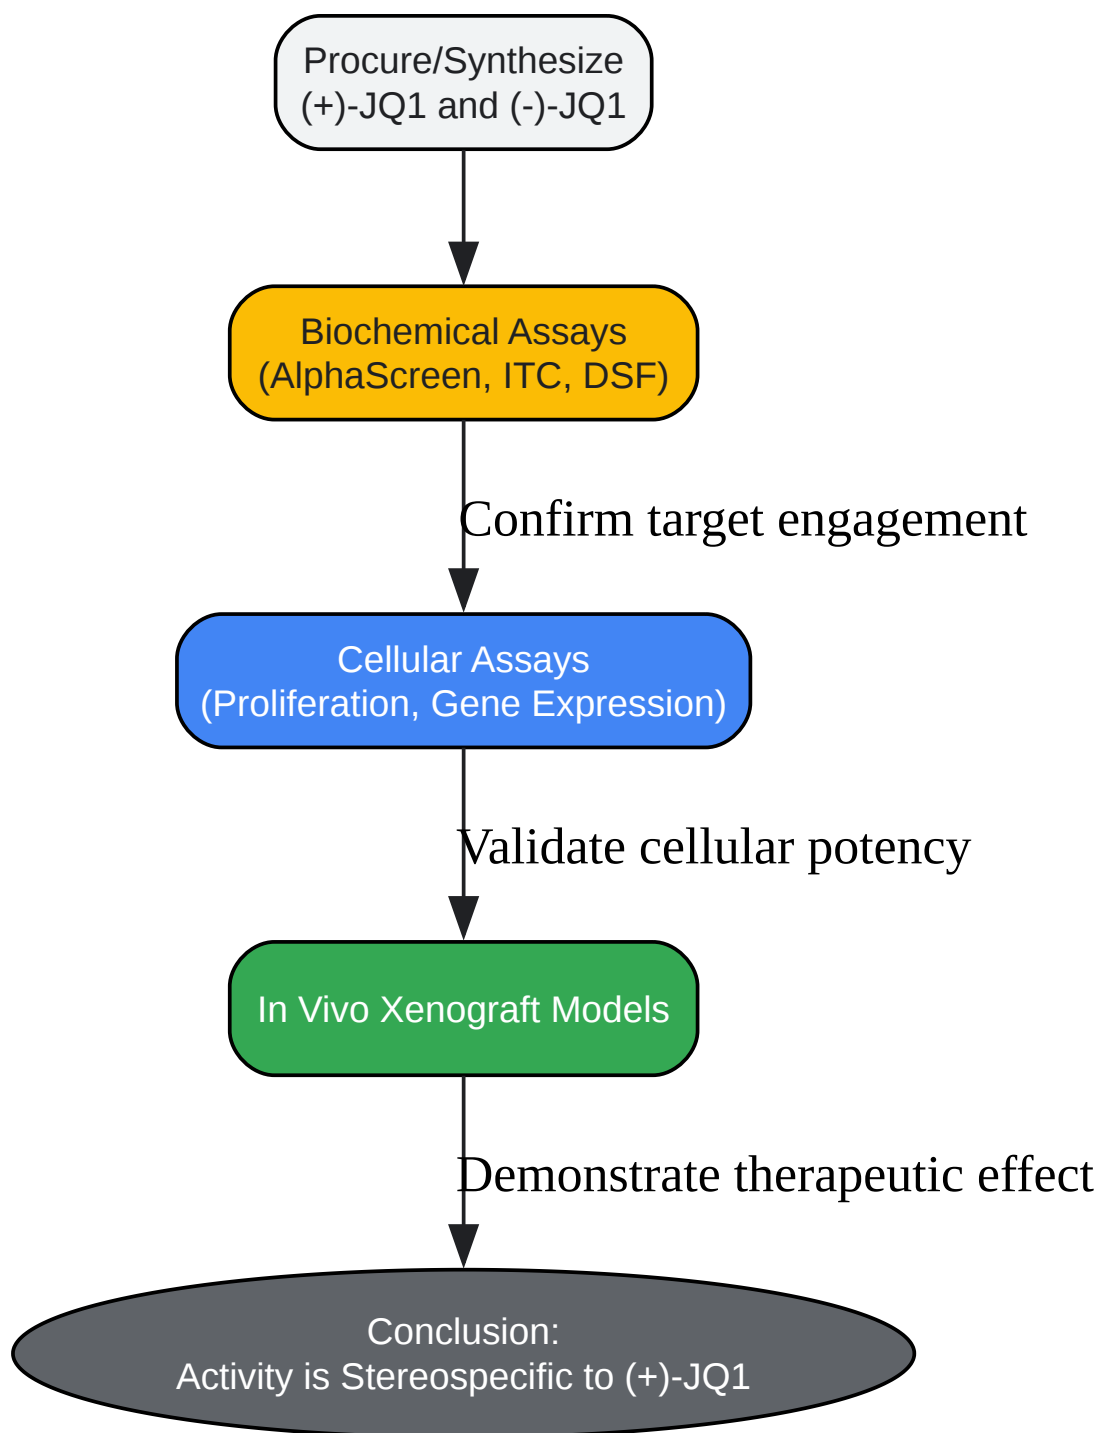 Procure/Synthesize
(+)-JQ1 and (-)-JQ1
Biochemical Assays
(AlphaScreen, ITC, DSF)
Confirm target engagement
Cellular Assays
(Proliferation, Gene Expression)
Validate cellular potency
In Vivo Xenograft Models
Demonstrate therapeutic effect
Conclusion:
Activity is Stereospecific to (+)-JQ1